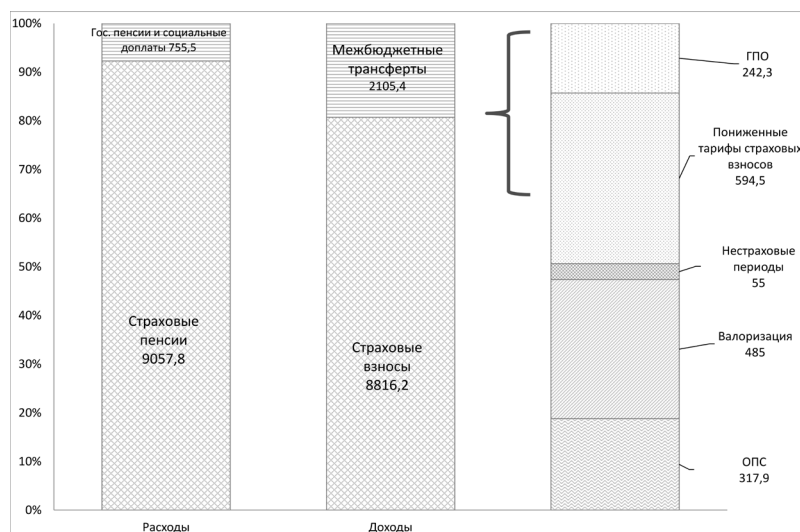 100%
90%
80%
70%
60%
50%
40%
30%
20%
10%
0%
Гос. пенсии и социальные
доплаты 755,5
Страховые
пенсии
9057,8
Расходы
Межбюджетные
трансферты
2105,4
Страховые
взносы
8816,2
Доходы
ГПО
242,3
Пониженные
тарифы страховых
взносов
594,5
Нестраховые
периоды
55
Валоризация
485
ОПС
317,9